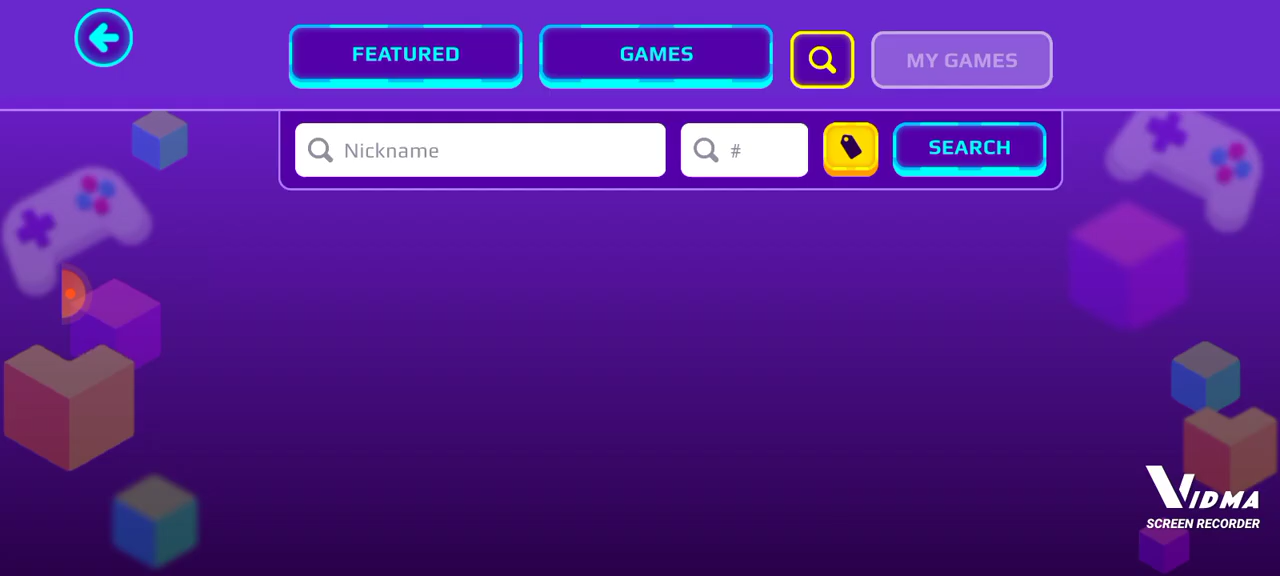 FEATURED
GAMES
MY GAMES
Nickname
#
SEARCH
VIDMA
SCREEN RECORDER